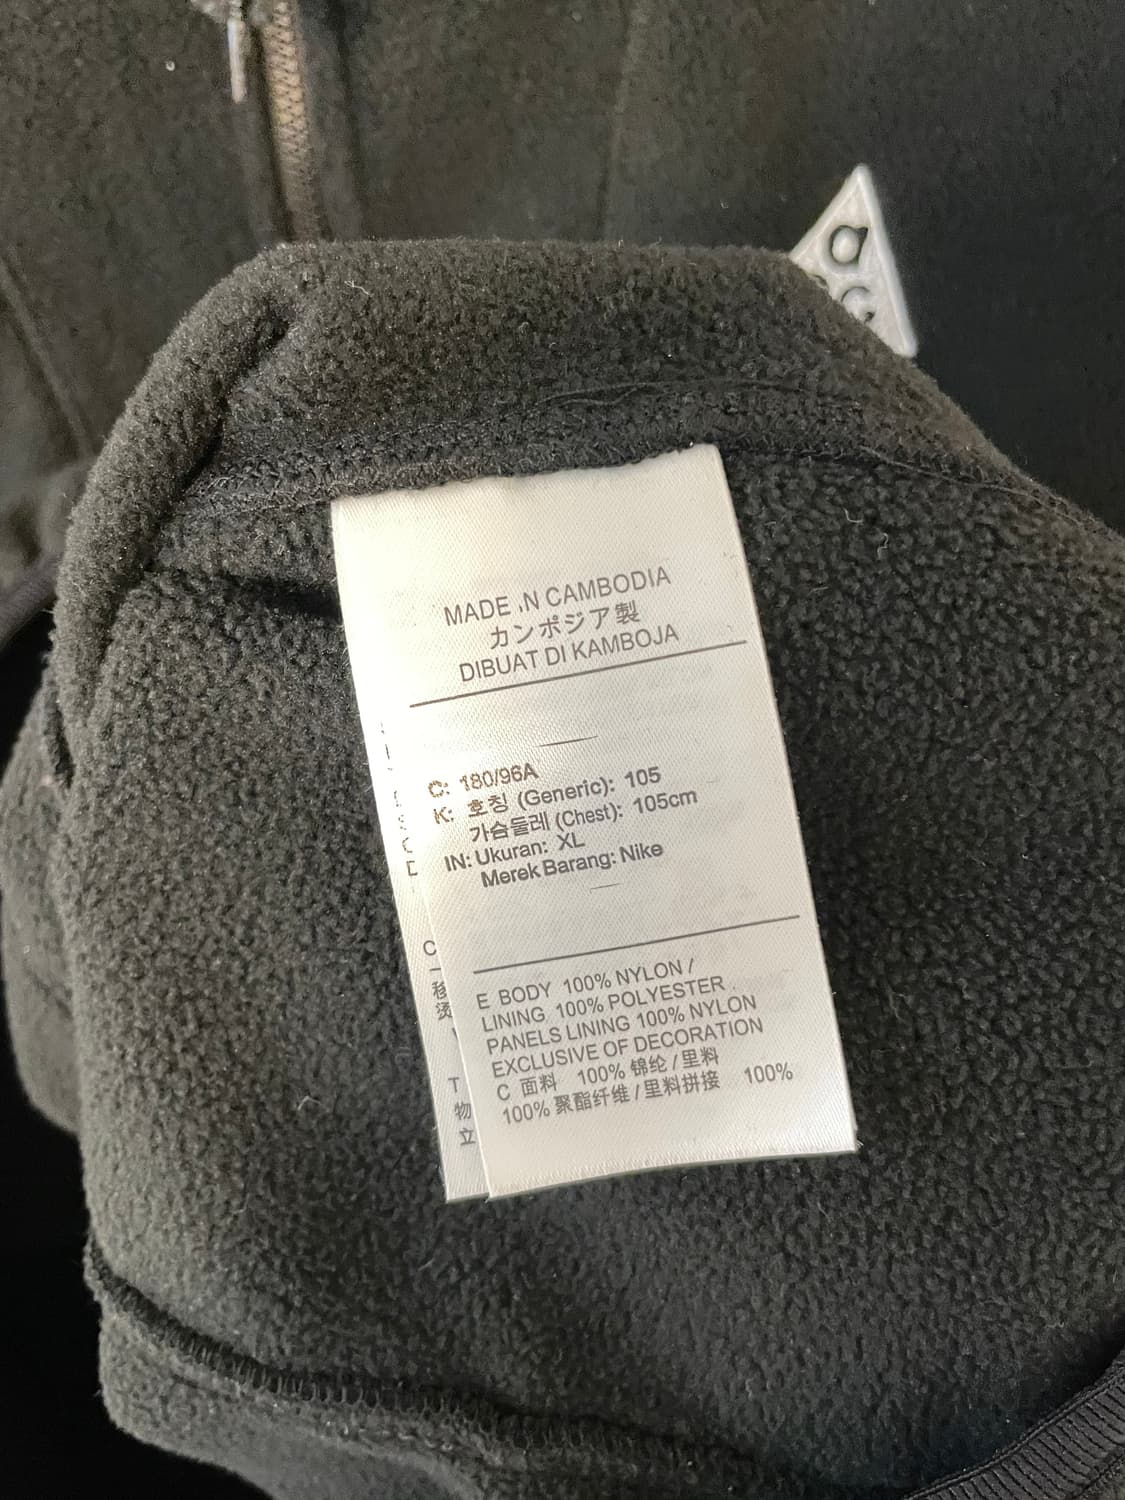 MADE IN CAMBODIA
カンボジア製
DIBUAT DI KAMBOJA
C: 180/96A
K: 호칭 (Generic): 105
가슴둘레 (Chest): 105cm
IN: Ukuran: XL
Merek Barang: Nike
E BODY 100% NYLON /
LINING 100% POLYESTER
PANELS LINING 100% NYLON
EXCLUSIVE OF DECORATION
C 面料 100% 锦纶 / 里料
100% 聚酯纤维 / 里料拼接 100%